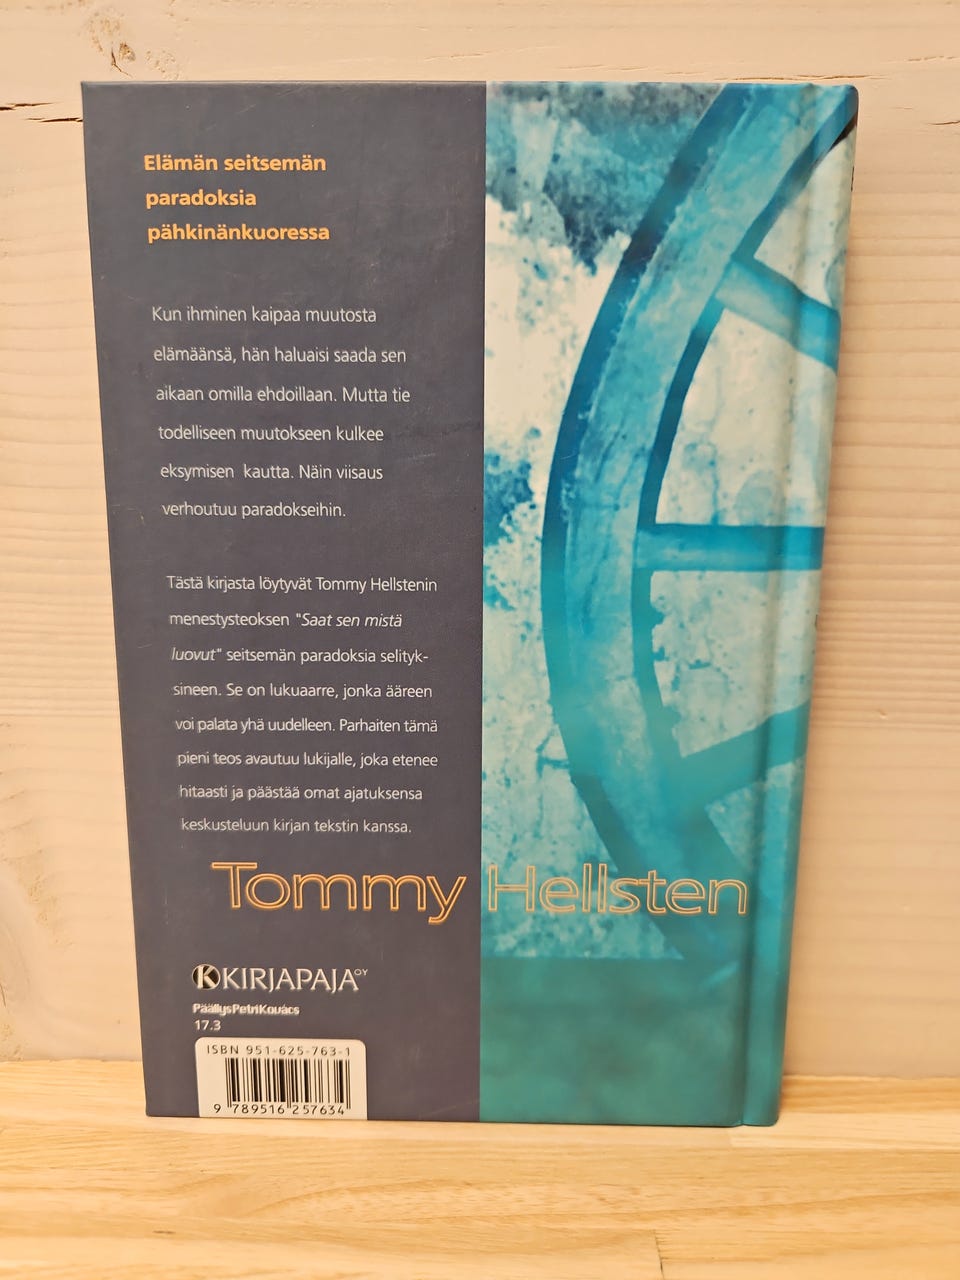 Elämän seitsemän
paradoksia
pähkinänkuoressa
Kun ihminen kaipaa muutosta
elämäänsä, hän haluaisi saada sen
aikaan omilla ehdoillaan. Mutta tie
todelliseen muutokseen kulkee
eksymisen kautta. Näin viisaus
verhoutuu paradokseihin.
Tästä kirjasta löytyvät Tommy Hellstenin
menestysteoksen "Saat sen mistä
luovut" seitsemän paradoksia selityk-
sineen. Se on lukuaarre, jonka ääreen
voi palata yhä uudelleen. Parhaiten tämä
pieni teos avautuu lukijalle, joka etenee
hitaasti ja päästää omat ajatuksensa
keskusteluun kirjan tekstin kanssa.
Tommy Hellsten
K KIRJAPAJA OY
Päällys Petri Kovács
17.3
ISBN 951-625-763-1
9 789516 257634